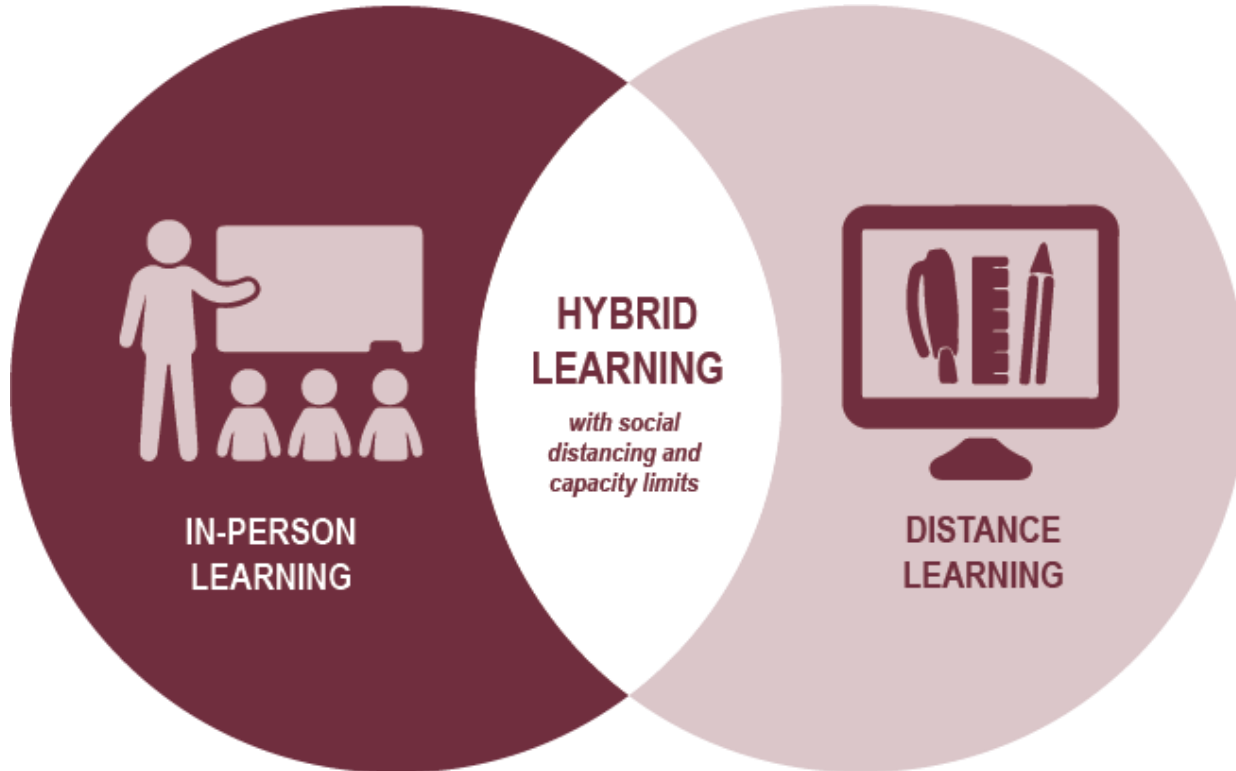 IN-PERSON
LEARNING
HYBRID
LEARNING
with social
distancing and
capacity limits
DISTANCE
LEARNING